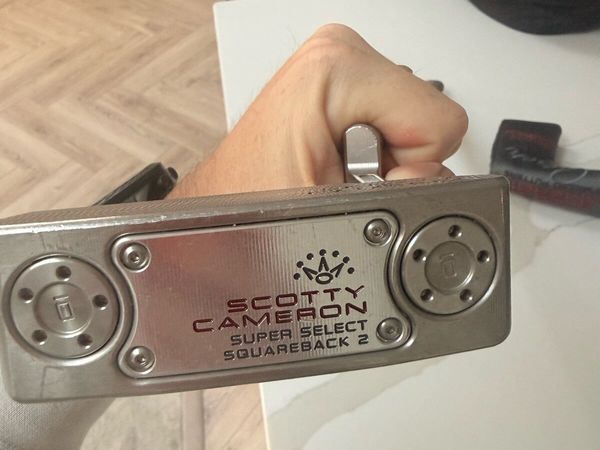 SCOTTY
CAMERON
SUPER SELECT
SQUAREBACK 2